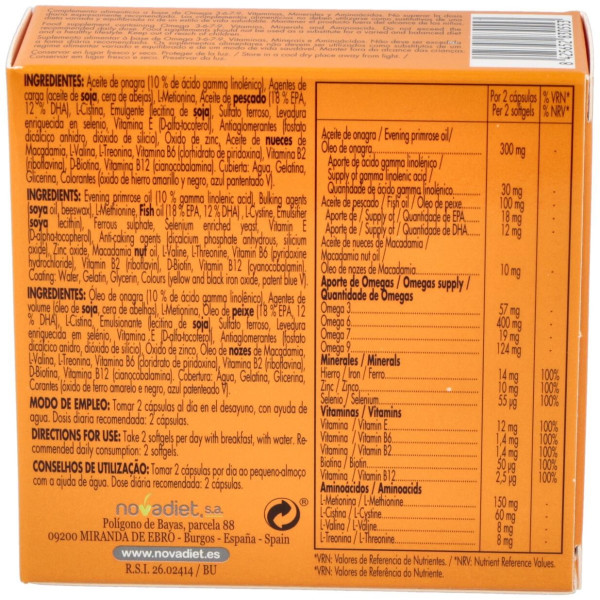 Complemento alimenticio a base de
y aminoácidos. No
INGREDIENTES: Aceite de onagra (10 % de ácido gamma linolénico), Agentes de
carga (aceite de soja, cera de abejas), L-Metionina, Aceite de pescado (18 % EPA,
12 % DHA), L-Cistina, Emulgente (lecitina de soja), Sulfato ferroso, Levadura
enriquecida en selenio, Vitamina E (D-alfa-tocoferol), Antiaglomerantes (fosfato
dicálcico anhidro, dióxido de silicio), Óxido de zinc, Aceite de nueces de
Macadamia, L-Valina, L-Treonina, Vitamina B6 (clorhidrato de piridoxina), Vitamina B2
(riboflavina), D-Biotina, Vitamina B12 (cianocobalamina). Cubierta: Agua, Gelatina,
Glicerina, Colorantes (óxido de hierro amarillo y negro, azul patentado V).
INGREDIENTS: Evening primrose oil (10 % gamma linolenic acid), Bulking agents
(soya oil, beeswax), L-Methionine, Fish oil (18 % EPA, 12 % DHA), L-Cystine, Emulsifier
(soya lecithin), Ferrous sulphate, Selenium enriched yeast, Vitamin E
(D-alpha-tocopherol), Anti-caking agents (dicalcium phosphate anhydrous, silicium
oxide), Zinc oxide, Macadamia nut oil, L-Valine, L-Threonine, Vitamin B6 (pyridoxine
hydrochloride), Vitamin B2 (riboflavin), D-Biotin, Vitamin B12 (cyanocobalamin).
Coating: Water, Gelatin, Glycerin, Colours (yellow and black iron oxide, patent blue V).
INGREDIENTES: Óleo de onagra (10 % de ácido gamma linolénico), Agentes de
volume (óleo de soja, cera de abelhas), L-Metionina, Óleo de peixe (18 % EPA, 12
% DHA), L-Cistina, Emulsionante (lecitina de soja), Sulfato ferroso, Levedura
enriquecida em selénio, Vitamina E (D-alfa-tocoferol), Antiaglomerantes (fosfato
dicálcico anidro, dióxido de silício), Óxido de zinco, Óleo de nozes de Macadamia,
L-Valina, L-Treonina, Vitamina B6 (cloridrato de piridoxina), Vitamina B2 (riboflavina),
D-Biotina, Vitamina B12 (cianocobalamina). Cobertura: Agua, Gelatina, Glicerina,
Corantes (óxido de ferro amarelo e negro, azul patenteado V).
MODO DE EMPLEO: Tomar 2 cápsulas al día en el desayuno, con ayuda de
agua. Dosis diaria recomendada: 2 cápsulas.
DIRECTIONS FOR USE: Take 2 softgels per day with breakfast, with water. Re-
commended daily consumption: 2 softgels.
CONSELHOS DE UTILIZAÇÃO: Tomar 2 cápsulas por dia ao pequeno-almoço
com a ajuda de água. Dose diária recomendada: 2 cápsulas.
novadiet, s.a.
Polígono de Bayas, parcela 88
09200 MIRANDA DE EBRO - Burgos - España - Spain
www.novadiet.es
R.S.I. 26.02414 / BU
®
Por 2 cápsulas % VRN*
Per 2 softgels % NRV*
Aceite de onagra / Evening primrose oil/
Óleo de onagra 300 mg -
Aporte de ácido gamma linolénico /
Supply of gamma linolenic acid /
Quantidade de ácido gamma linolénico 30 mg -
Aceite de pescado / Fish oil / Óleo de peixe 100 mg -
Aporte de / Supply of / Quantidade de EPA 18 mg -
Aporte de / Supply of / Quantidade de DHA 12 mg -
Aceite de nueces de Macadamia /
Macadamia nut oil /
Óleo de nozes de Macadamia 10 mg -
Aporte de Omegas / Omegas supply /
Quantidade de Omegas
Omega 3 57 mg -
Omega 6 400 mg -
Omega 7 19 mg -
Omega 9 124 mg -
Minerales / Minerals
Hierro / Iron / Ferro 14 mg 100%
Zinc / Zinco 10 mg 100%
Selenio / Selenium 55 µg 100%
Vitaminas / Vitamins
Vitamina / Vitamin E 12 mg 100%
Vitamina / Vitamin B6 1,4 mg 100%
Vitamina / Vitamin B2 1,4 mg 100%
Biotina / Biotin 50 µg 100%
Vitamina / Vitamin B12 2,5 µg 100%
Aminoácidos / Aminoacids
L-Metionina / L-Methionine 150 mg -
L-Cistina / L-Cystine 60 mg -
L-Valina / L-Valine 8 mg -
L-Treonina / L-Threonine 8 mg -
*VRN: Valores de Referencia de Nutrientes. / *NRV: Nutrient Reference Values.
*VRN: Valores de Referência do Nutriente.